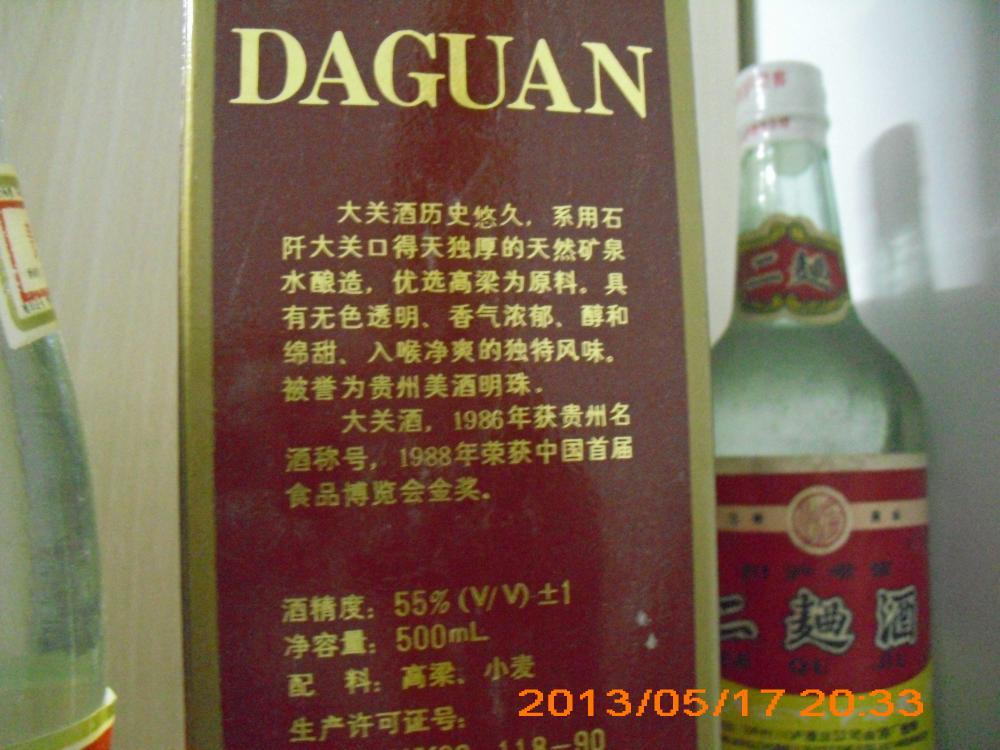 DAGUAN
大关酒历史悠久，系用石
阡大关口得天独厚的天然矿泉
水酿造，优选高梁为原料。具
有无色透明、香气浓郁、醇和
绵甜、入喉净爽的独特风味。
被誉为贵州美酒明珠．
大关酒，1986年获贵州名
酒称号，1988年荣获中国首届
食品博览会金奖。
酒精度：55%(V/V)±1
净容量：500mL
配 料：高梁、小麦
生产许可证号：
118-90
二麯
二麯酒
QU
2013/05/17 20:33